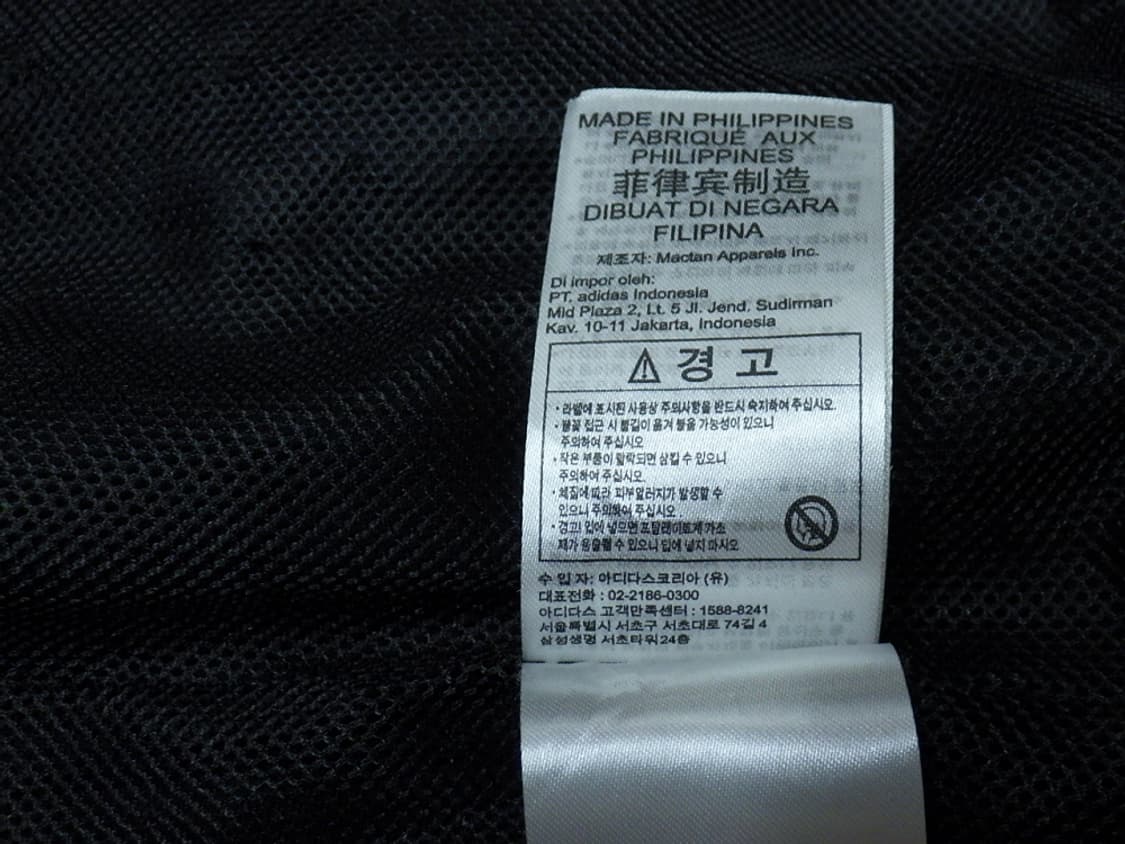 MADE IN PHILIPPINES
FABRIQUÉ AUX
PHILIPPINES
菲律宾制造
DIBUAT DI NEGARA
FILIPINA
제조자: Mactan Apparels Inc.
Di impor oleh:
PT. adidas Indonesia
Mid Plaza 2, Lt. 5 Jl. Jend. Sudirman
Kav. 10-11 Jakarta, Indonesia
경 고
· 라벨에 표시된 사용상 주의사항을 반드시 숙지하여 주십시오.
· 불꽃 접근 시 불길이 옮겨 붙을 가능성이 있으니
주의하여 주십시오
· 작은 부품이 탈락되면 삼킬 수 있으니
주의하여 주십시오.
· 체질에 따라 피부알러지가 발생할 수
있으니 주의하여 주십시오.
· 경고! 입에 넣으면 프탈레이트계 가소
제가 용출될 수 있으니 입에 넣지 마시오
수 입 자: 아디다스코리아 (유)
대표전화 : 02-2186-0300
아디다스 고객만족센터 : 1588-8241
서울특별시 서초구 서초대로 74길 4
삼성생명 서초타워 24층